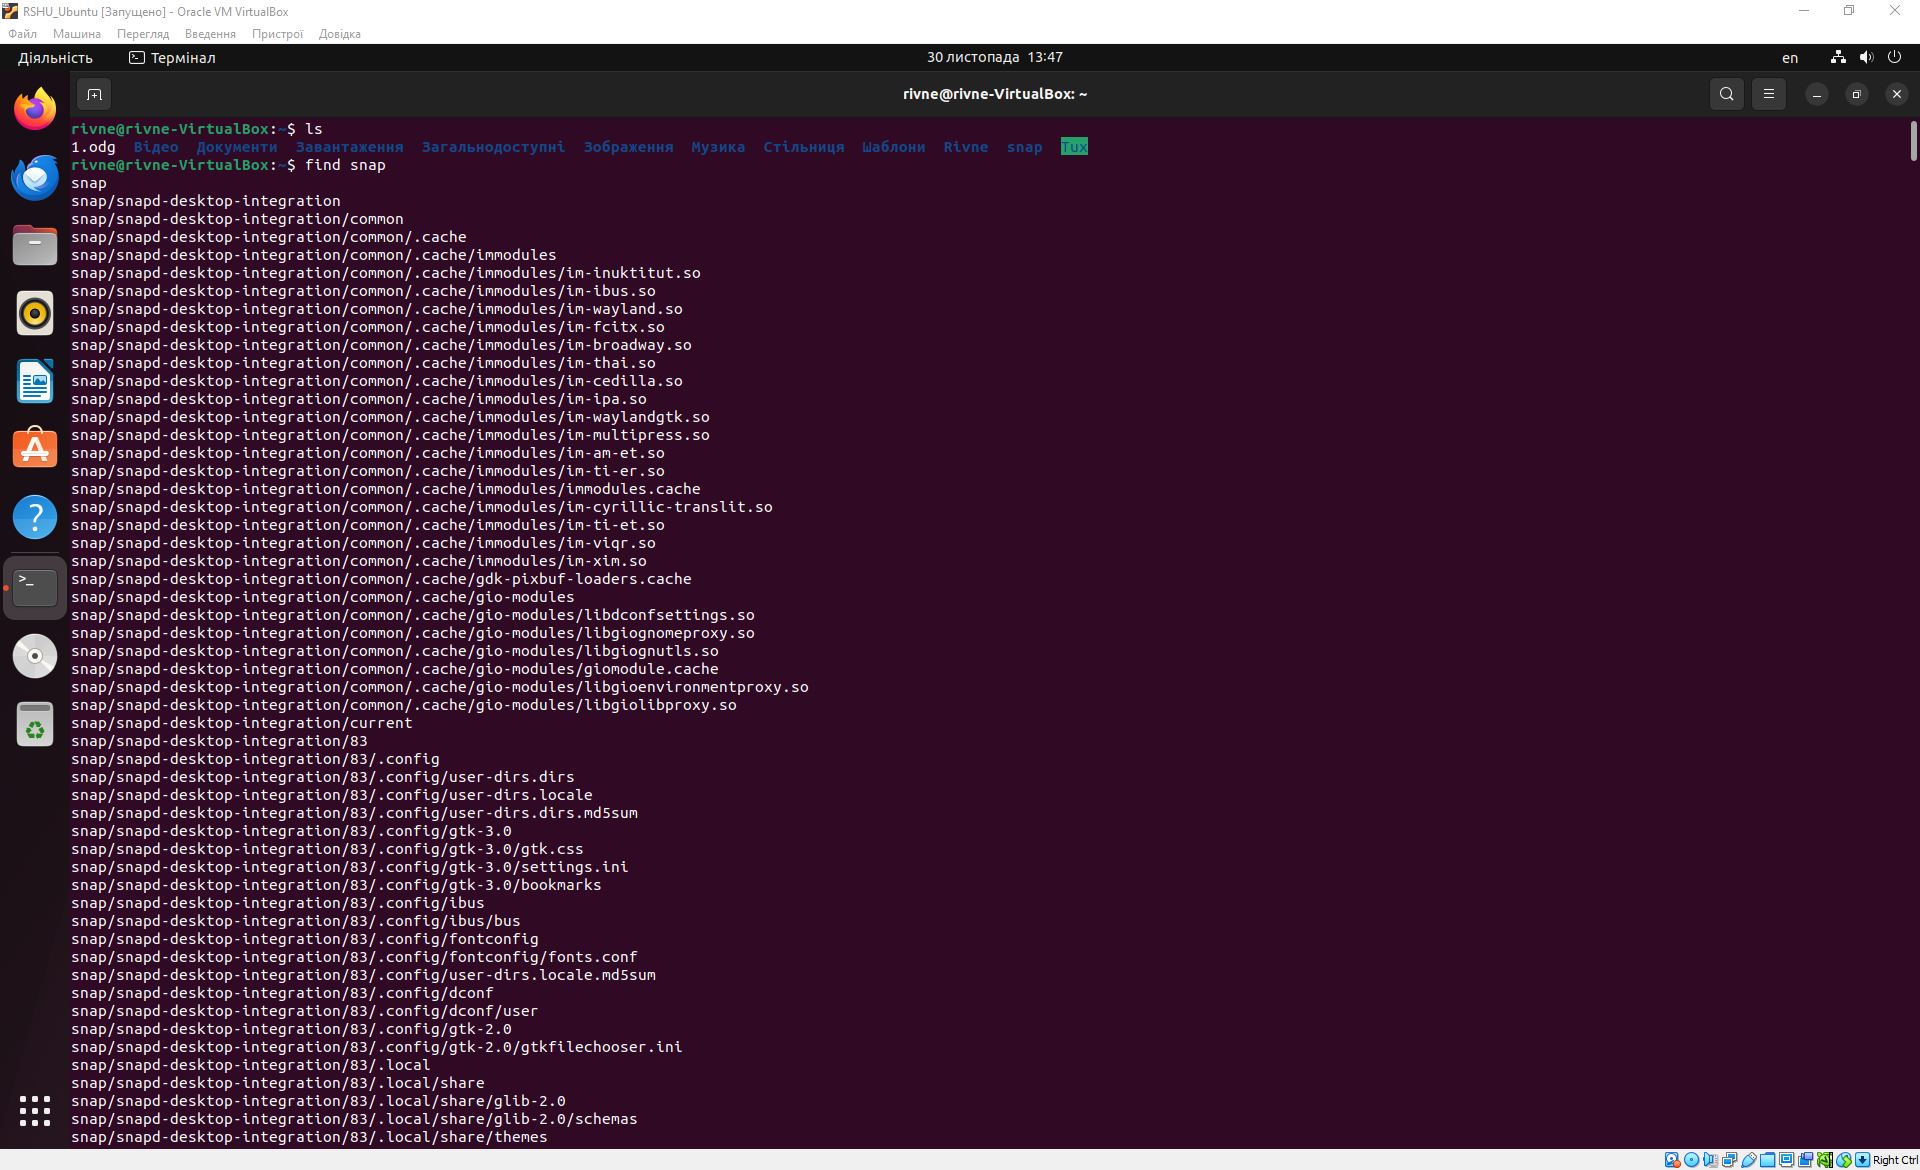 RSHU_Ubuntu [Запущено] - Oracle VM VirtualBox
Файл Машина Перегляд Введення Пристрої Довідка
Діяльність Термінал 30 листопада 13:47 en
rivne@rivne-VirtualBox: ~
rivne@rivne-VirtualBox:~$ ls
1.odg Відео Документи Завантаження Загальнодоступні Зображення Музика Стільниця Шаблони Rivne snap Tux
rivne@rivne-VirtualBox:~$ find snap
snap
snap/snapd-desktop-integration
snap/snapd-desktop-integration/common
snap/snapd-desktop-integration/common/.cache
snap/snapd-desktop-integration/common/.cache/immodules
snap/snapd-desktop-integration/common/.cache/immodules/im-inuktitut.so
snap/snapd-desktop-integration/common/.cache/immodules/im-ibus.so
snap/snapd-desktop-integration/common/.cache/immodules/im-wayland.so
snap/snapd-desktop-integration/common/.cache/immodules/im-fcitx.so
snap/snapd-desktop-integration/common/.cache/immodules/im-broadway.so
snap/snapd-desktop-integration/common/.cache/immodules/im-thai.so
snap/snapd-desktop-integration/common/.cache/immodules/im-cedilla.so
snap/snapd-desktop-integration/common/.cache/immodules/im-ipa.so
snap/snapd-desktop-integration/common/.cache/immodules/im-waylandgtk.so
snap/snapd-desktop-integration/common/.cache/immodules/im-multipress.so
snap/snapd-desktop-integration/common/.cache/immodules/im-am-et.so
snap/snapd-desktop-integration/common/.cache/immodules/im-ti-er.so
snap/snapd-desktop-integration/common/.cache/immodules/immodules.cache
snap/snapd-desktop-integration/common/.cache/immodules/im-cyrillic-translit.so
snap/snapd-desktop-integration/common/.cache/immodules/im-ti-et.so
snap/snapd-desktop-integration/common/.cache/immodules/im-viqr.so
snap/snapd-desktop-integration/common/.cache/immodules/im-xim.so
snap/snapd-desktop-integration/common/.cache/gdk-pixbuf-loaders.cache
snap/snapd-desktop-integration/common/.cache/gio-modules
snap/snapd-desktop-integration/common/.cache/gio-modules/libdconfsettings.so
snap/snapd-desktop-integration/common/.cache/gio-modules/libgiognomeproxy.so
snap/snapd-desktop-integration/common/.cache/gio-modules/libgiognutls.so
snap/snapd-desktop-integration/common/.cache/gio-modules/giomodule.cache
snap/snapd-desktop-integration/common/.cache/gio-modules/libgioenvironmentproxy.so
snap/snapd-desktop-integration/common/.cache/gio-modules/libgiolibproxy.so
snap/snapd-desktop-integration/current
snap/snapd-desktop-integration/83
snap/snapd-desktop-integration/83/.config
snap/snapd-desktop-integration/83/.config/user-dirs.dirs
snap/snapd-desktop-integration/83/.config/user-dirs.locale
snap/snapd-desktop-integration/83/.config/user-dirs.dirs.md5sum
snap/snapd-desktop-integration/83/.config/gtk-3.0
snap/snapd-desktop-integration/83/.config/gtk-3.0/gtk.css
snap/snapd-desktop-integration/83/.config/gtk-3.0/settings.ini
snap/snapd-desktop-integration/83/.config/gtk-3.0/bookmarks
snap/snapd-desktop-integration/83/.config/ibus
snap/snapd-desktop-integration/83/.config/ibus/bus
snap/snapd-desktop-integration/83/.config/fontconfig
snap/snapd-desktop-integration/83/.config/fontconfig/fonts.conf
snap/snapd-desktop-integration/83/.config/user-dirs.locale.md5sum
snap/snapd-desktop-integration/83/.config/dconf
snap/snapd-desktop-integration/83/.config/dconf/user
snap/snapd-desktop-integration/83/.config/gtk-2.0
snap/snapd-desktop-integration/83/.config/gtk-2.0/gtkfilechooser.ini
snap/snapd-desktop-integration/83/.local
snap/snapd-desktop-integration/83/.local/share
snap/snapd-desktop-integration/83/.local/share/glib-2.0
snap/snapd-desktop-integration/83/.local/share/glib-2.0/schemas
snap/snapd-desktop-integration/83/.local/share/themes
Right Ctrl